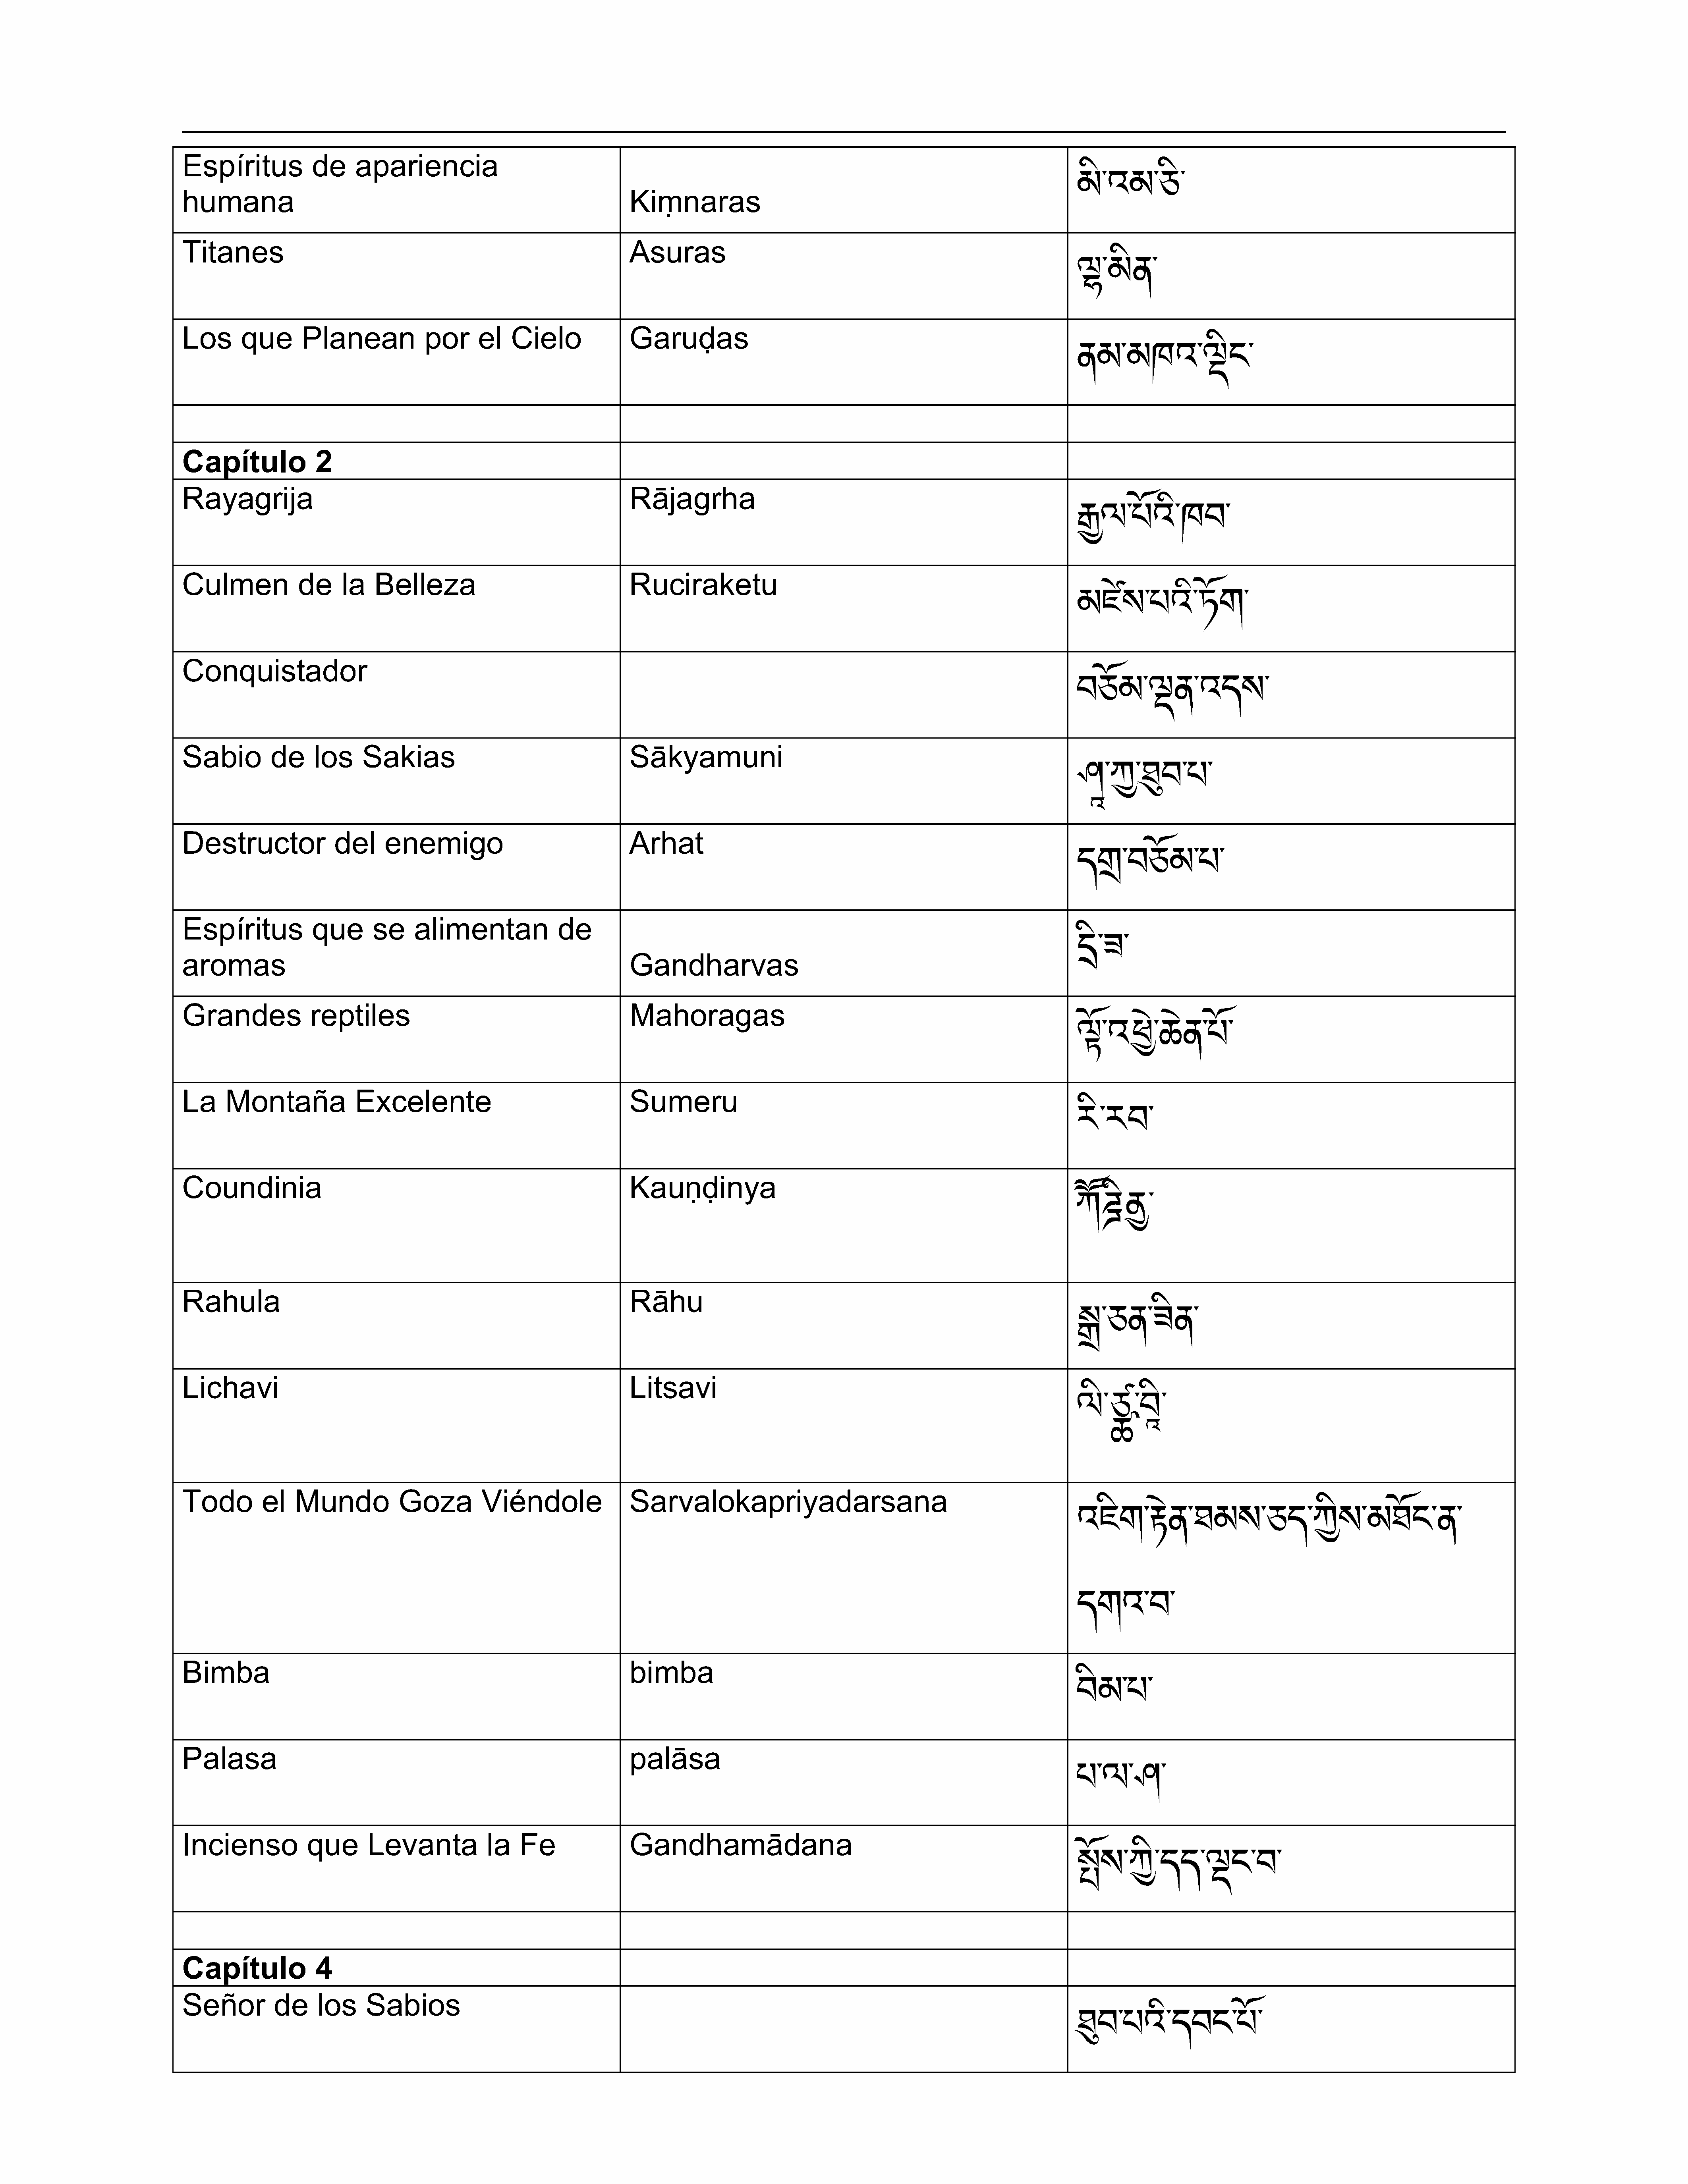 Espíritus de apariencia
humana Kiṃnaras མི་འམ་ཅི་
Titanes Asuras ལྷ་མིན་
Los que Planean por el Cielo Garuḍas ནམ་མཁའ་ལྡིང་
Capítulo 2
Rayagrija Rājagrha རྒྱལ་པོའི་ཁབ་
Culmen de la Belleza Ruciraketu མཛེས་པའི་ཏོག་
Conquistador བཅོམ་ལྡན་འདས་
Sabio de los Sakias Sākyamuni ཤཱ་ཀྱ་ཐུབ་པ་
Destructor del enemigo Arhat དགྲ་བཅོམ་པ་
Espíritus que se alimentan de
aromas Gandharvas དྲི་ཟ་
Grandes reptiles Mahoragas ལྟོ་འཕྱེ་ཆེན་པོ་
La Montaña Excelente Sumeru རི་རབ་
Coundinia Kauṇḍinya
Rahula Rāhu སྒྲ་ཅན་ཟིན་
Lichavi Litsavi
Todo el Mundo Goza Viéndole Sarvalokapriyadarsana འཇིག་རྟེན་ཐམས་ཅད་ཀྱིས་མཐོང་ན་
དགའ་བ་
Bimba bimba བིམ་པ་
Palasa palāsa པ་ལ་ཤ་
Incienso que Levanta la Fe Gandhamādana སྤོས་ཀྱི་དད་ལྡང་བ་
Capítulo 4
Señor de los Sabios ཐུབ་པའི་དབང་པོ་